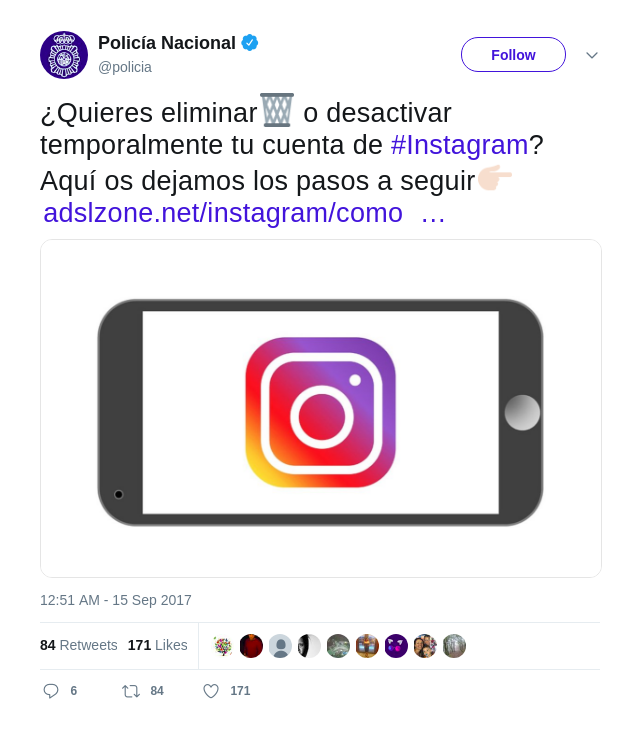 Policía Nacional
@policia
Follow
¿Quieres eliminar🗑 o desactivar
temporalmente tu cuenta de #Instagram?
Aquí os dejamos los pasos a seguir👉🏻
adslzone.net/instagram/como …
12:51 AM - 15 Sep 2017
84 Retweets 171 Likes
6 84 171